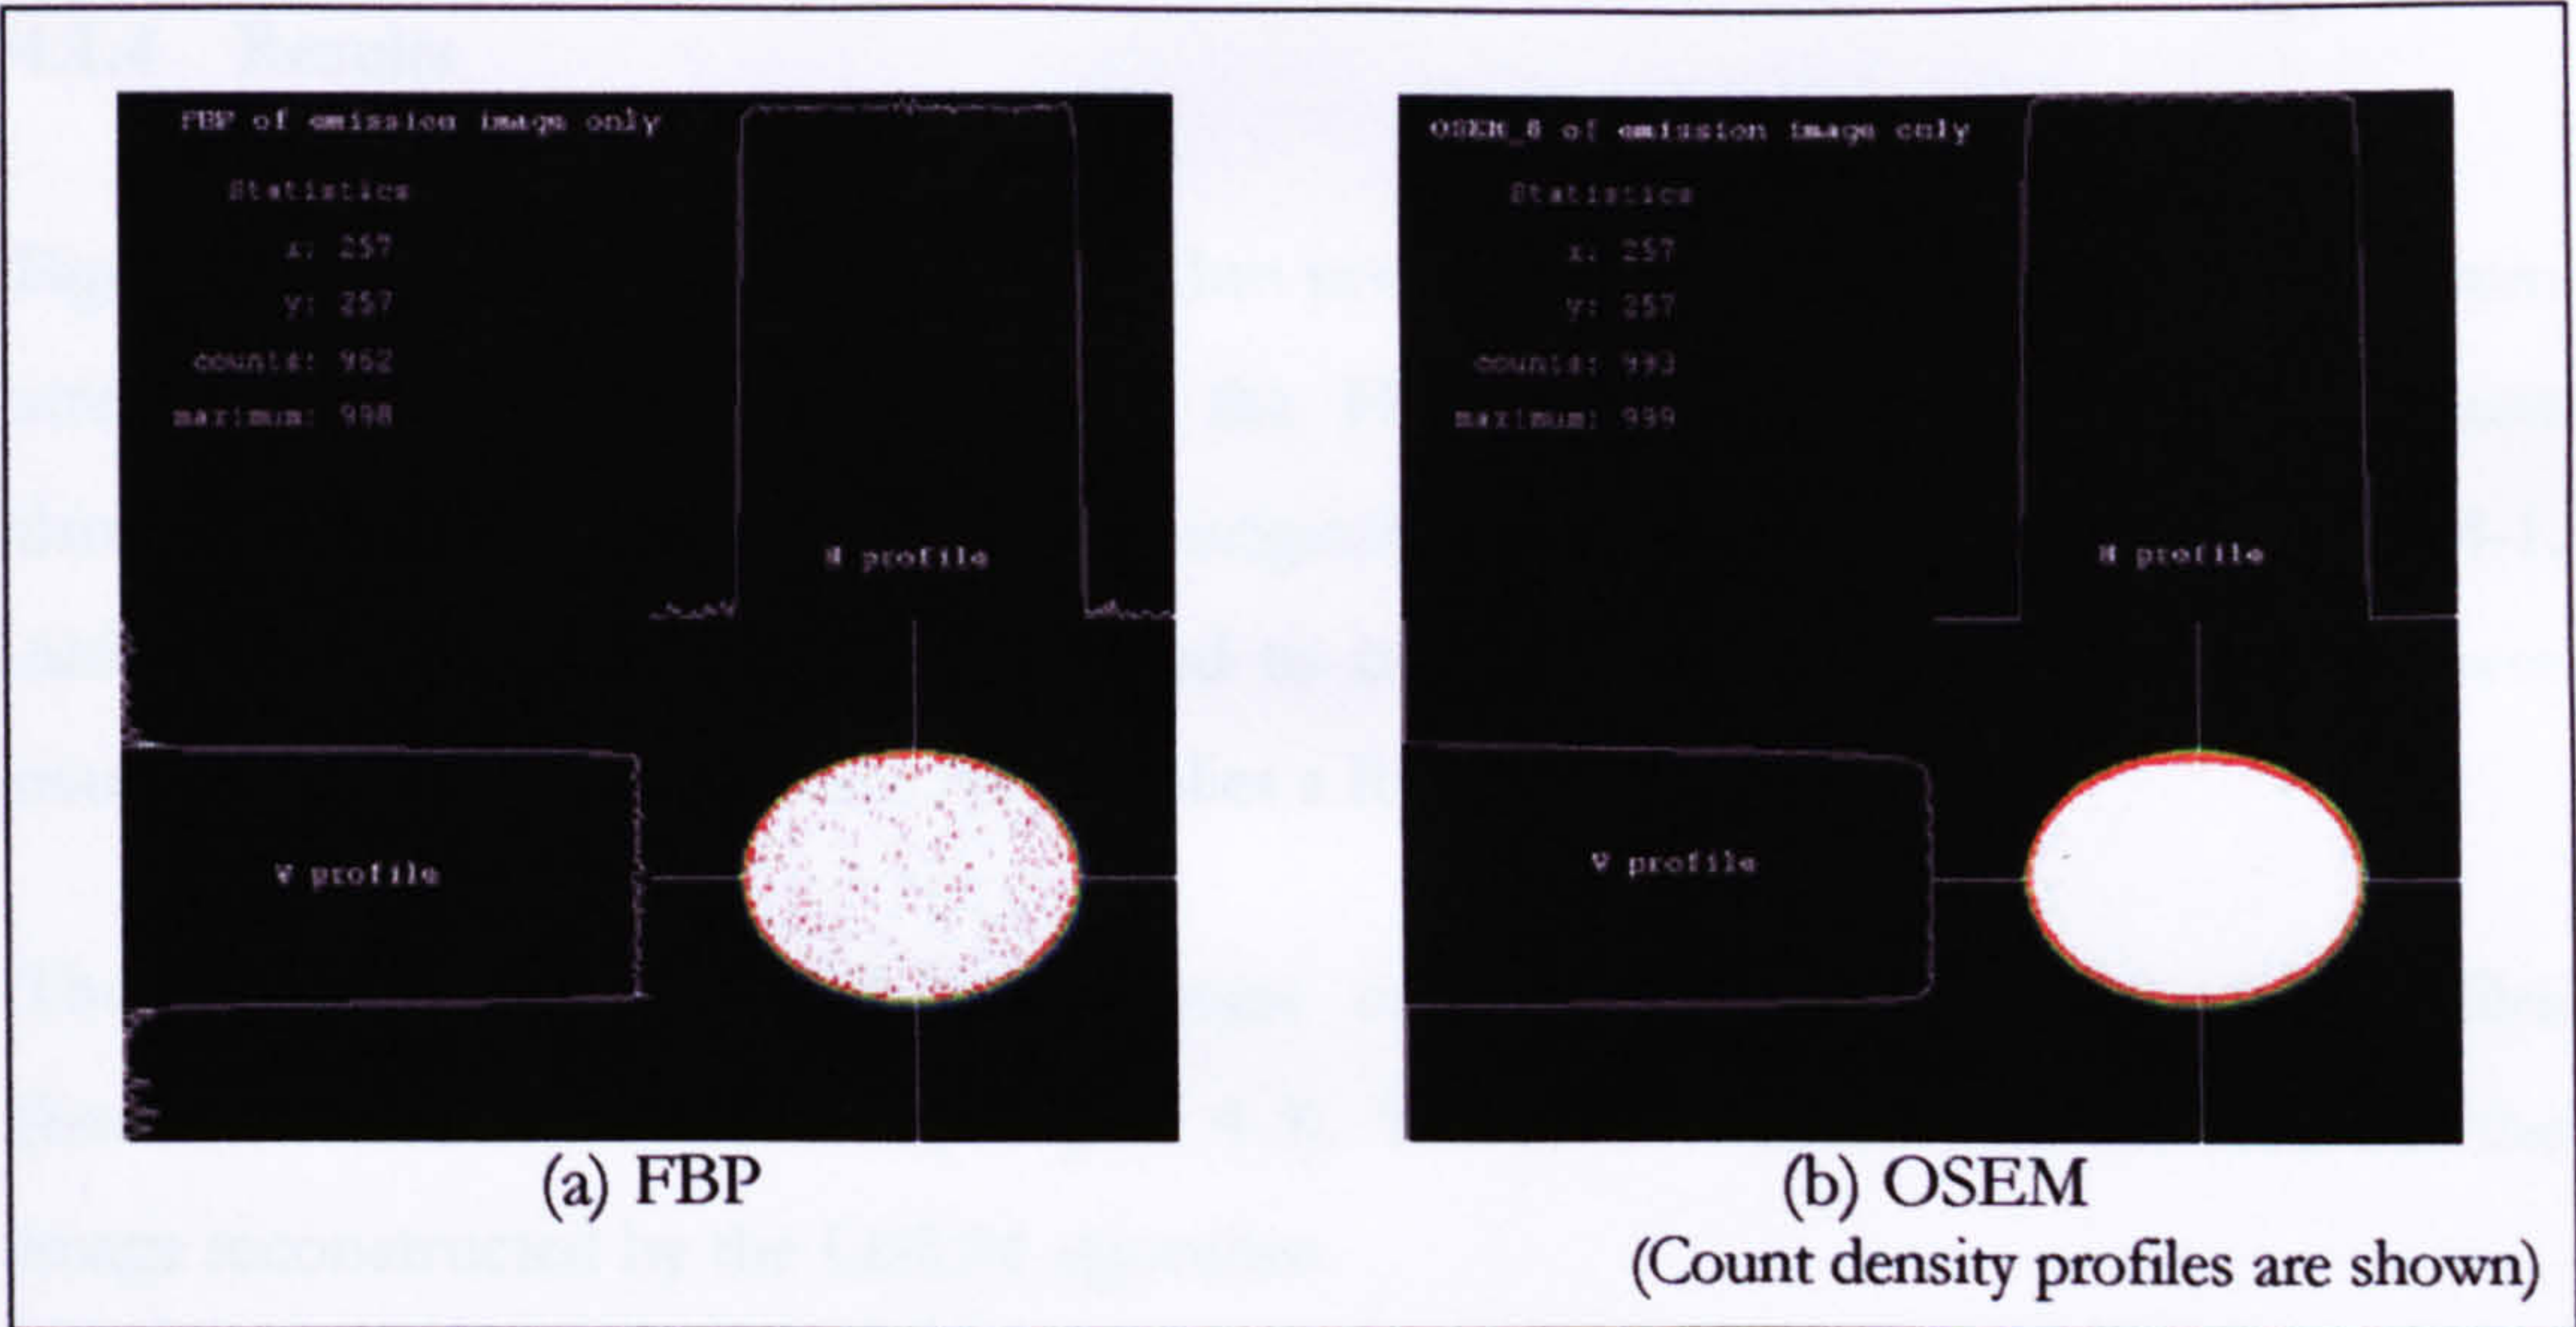 FBP of emission image only
Statistics
x: 257
y: 257
counts: 962
maximum: 998
H profile
V profile
(a) FBP
OSEM_8 of emission image only
Statistics
x: 257
y: 257
counts: 993
maximum: 999
H profile
V profile
(b) OSEM
(Count density profiles are shown)